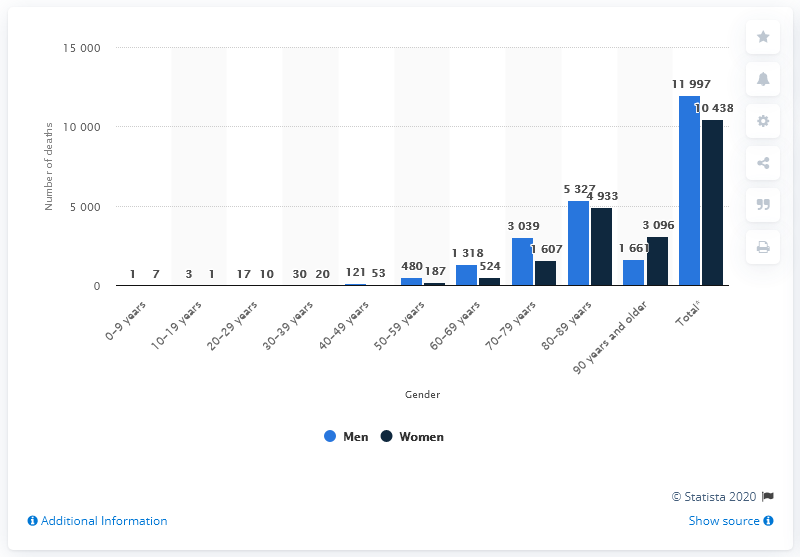 15 000
10 000
5 000
0
Number of deaths
1 7 3 1 17 10 30 20 121 53 480 187 1 318 524 3 039 1 607 5 327 4 933 1 661 3 096 11 997 10 438
0–9 years
10–19 years
20–29 years
30–39 years
40–49 years
50–59 years
60–69 years
70–79 years
80–89 years
90 years and older
Total*
Gender
Men Women
© Statista 2020
Additional Information Show source